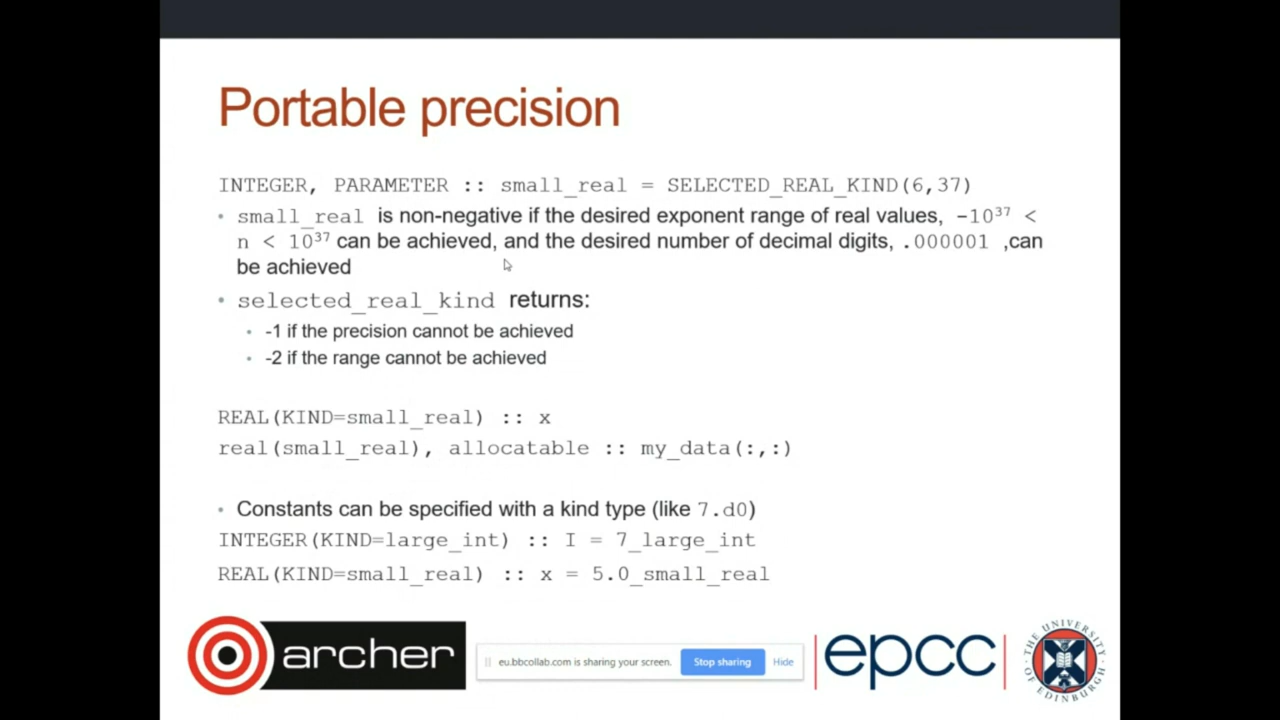 Portable precision
INTEGER, PARAMETER :: small_real = SELECTED_REAL_KIND(6,37)
• small_real is non-negative if the desired exponent range of real values, -10³⁷ <
n < 10³⁷ can be achieved, and the desired number of decimal digits, .000001 ,can
be achieved
• selected_real_kind returns:
• -1 if the precision cannot be achieved
• -2 if the range cannot be achieved
REAL(KIND=small_real) :: x
real(small_real), allocatable :: my_data(:,:)
• Constants can be specified with a kind type (like 7.d0)
INTEGER(KIND=large_int) :: I = 7_large_int
REAL(KIND=small_real) :: x = 5.0_small_real
archer
eu.bbcollab.com is sharing your screen. Stop sharing Hide
epcc
THE UNIVERSITY OF EDINBURGH